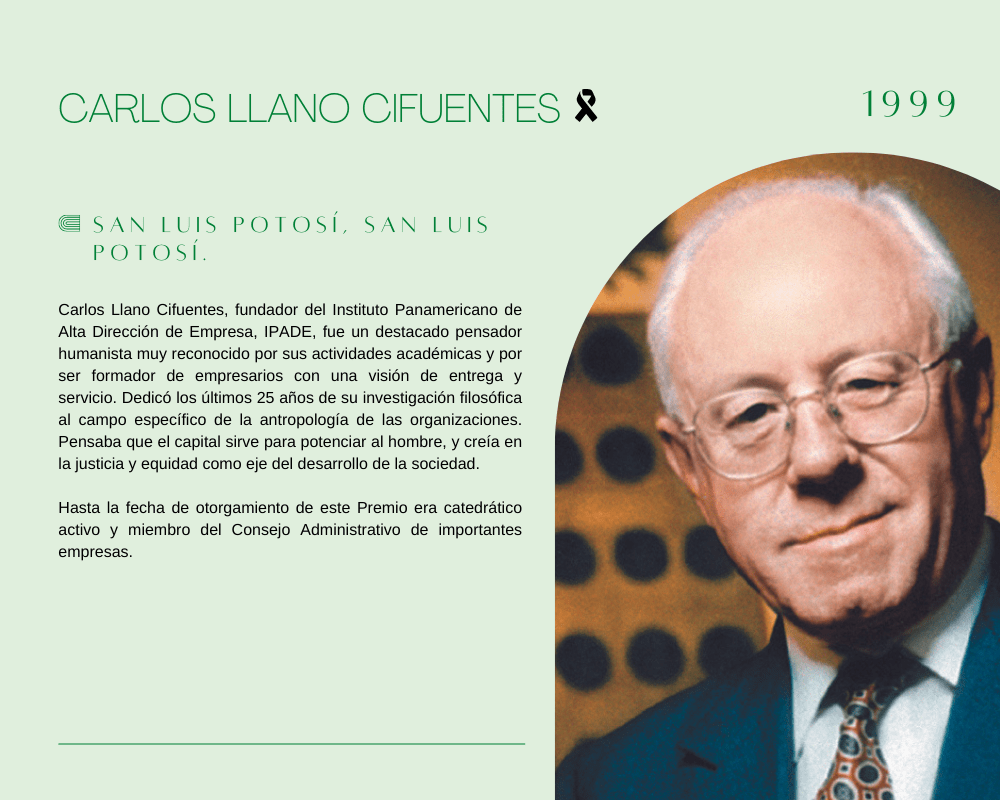 CARLOS LLANO CIFUENTES
1999
SAN LUIS POTOSÍ, SAN LUIS
POTOSÍ.
Carlos Llano Cifuentes, fundador del Instituto Panamericano de
Alta Dirección de Empresa, IPADE, fue un destacado pensador
humanista muy reconocido por sus actividades académicas y por
ser formador de empresarios con una visión de entrega y
servicio. Dedicó los últimos 25 años de su investigación filosófica
al campo específico de la antropología de las organizaciones.
Pensaba que el capital sirve para potenciar al hombre, y creía en
la justicia y equidad como eje del desarrollo de la sociedad.
Hasta la fecha de otorgamiento de este Premio era catedrático
activo y miembro del Consejo Administrativo de importantes
empresas.